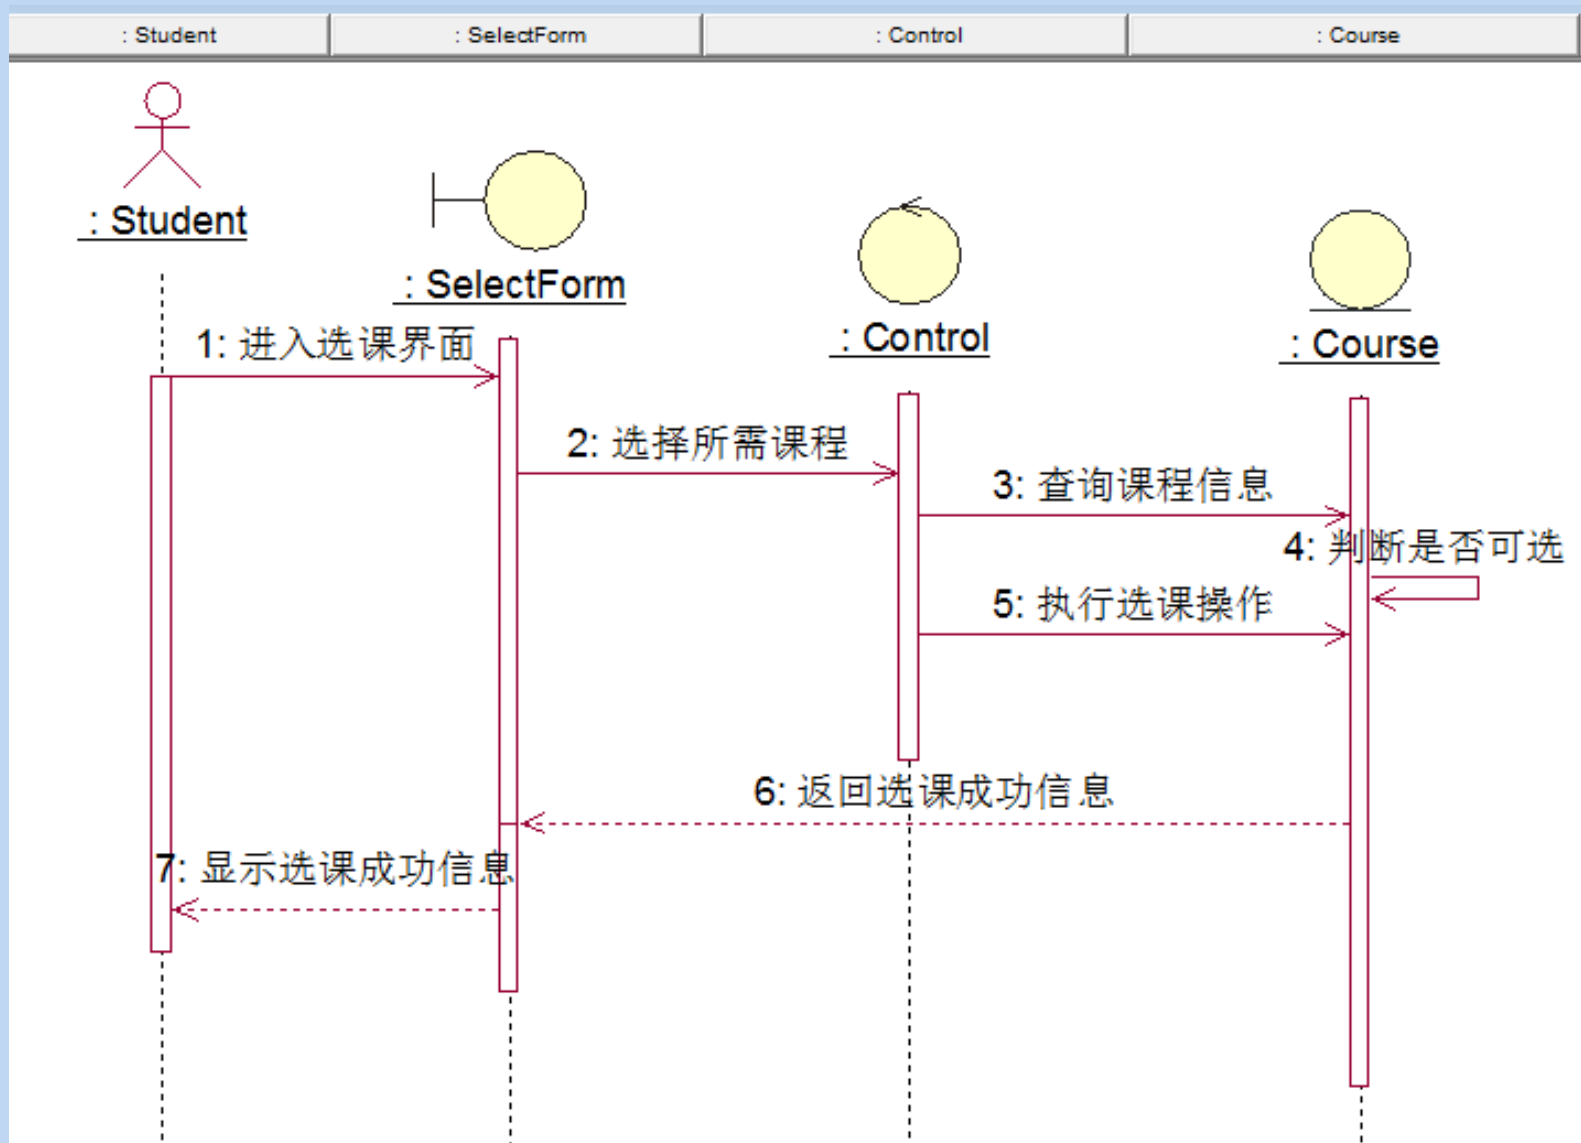 : Student
: SelectForm
: Control
: Course
: Student
: SelectForm
: Control
: Course
1: 进入选课界面
2: 选择所需课程
3: 查询课程信息
4: 判断是否可选
5: 执行选课操作
6: 返回选课成功信息
7: 显示选课成功信息